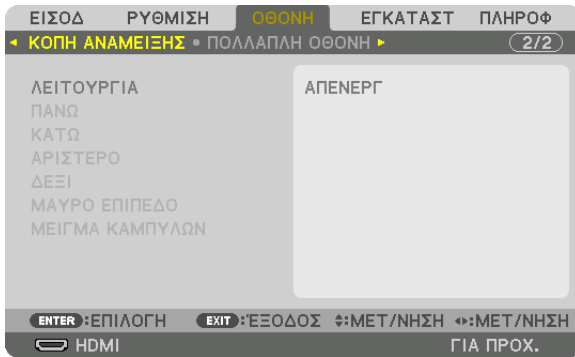 ΕΙΣΟΔ ΡΥΘΜΙΣΗ ΟΘΟΝΗ ΕΓΚΑΤΑΣΤ ΠΛΗΡΟΦ
◂ ΚΟΠΗ ΑΝΑΜΕΙΞΗΣ • ΠΟΛΛΑΠΛΗ ΟΘΟΝΗ ▸ 2/2
ΛΕΙΤΟΥΡΓΙΑ ΑΠΕΝΕΡΓ
ΠΑΝΩ
ΚΑΤΩ
ΑΡΙΣΤΕΡΟ
ΔΕΞΙ
ΜΑΥΡΟ ΕΠΙΠΕΔΟ
ΜΕΙΓΜΑ ΚΑΜΠΥΛΩΝ
ENTER :ΕΠΙΛΟΓΗ EXIT :ΈΞΟΔΟΣ :ΜΕΤ/ΝΗΣΗ :ΜΕΤ/ΝΗΣΗ
HDMI ΓΙΑ ΠΡΟΧ.